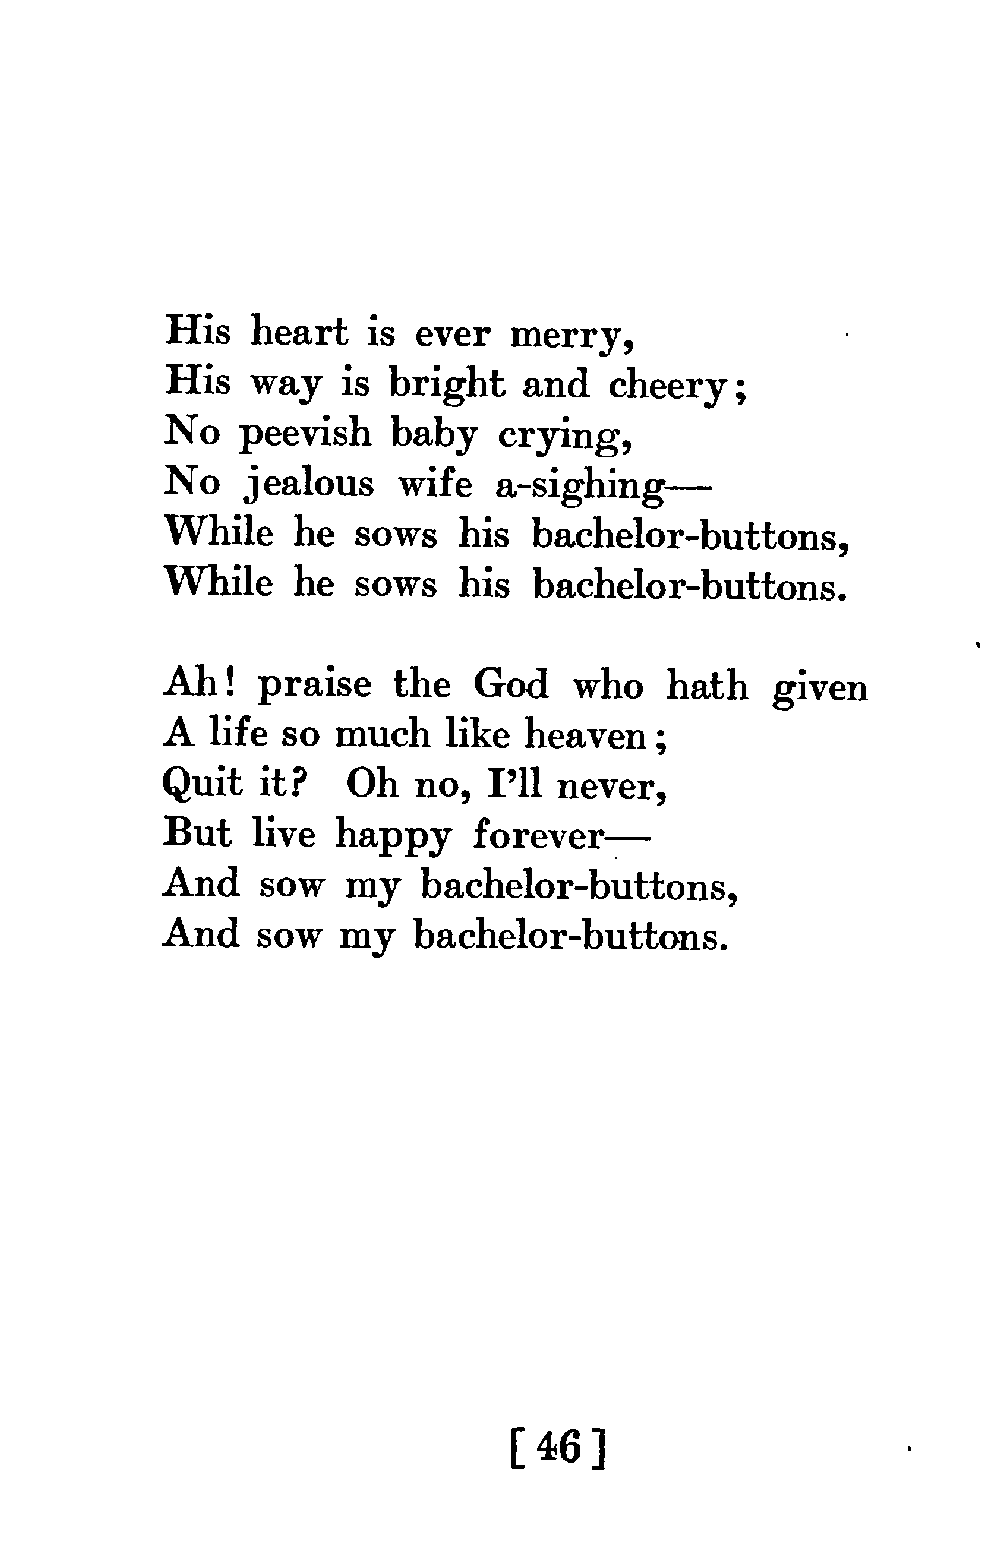 His heart is ever merry,
His way is bright and cheery;
No peevish baby crying,
No jealous wife a-sighing—
While he sows his bachelor-buttons,
While he sows his bachelor-buttons.
Ah! praise the God who hath given
A life so much like heaven;
Quit it? Oh no, I'll never,
But live happy forever—
And sow my bachelor-buttons,
And sow my bachelor-buttons.
[46]